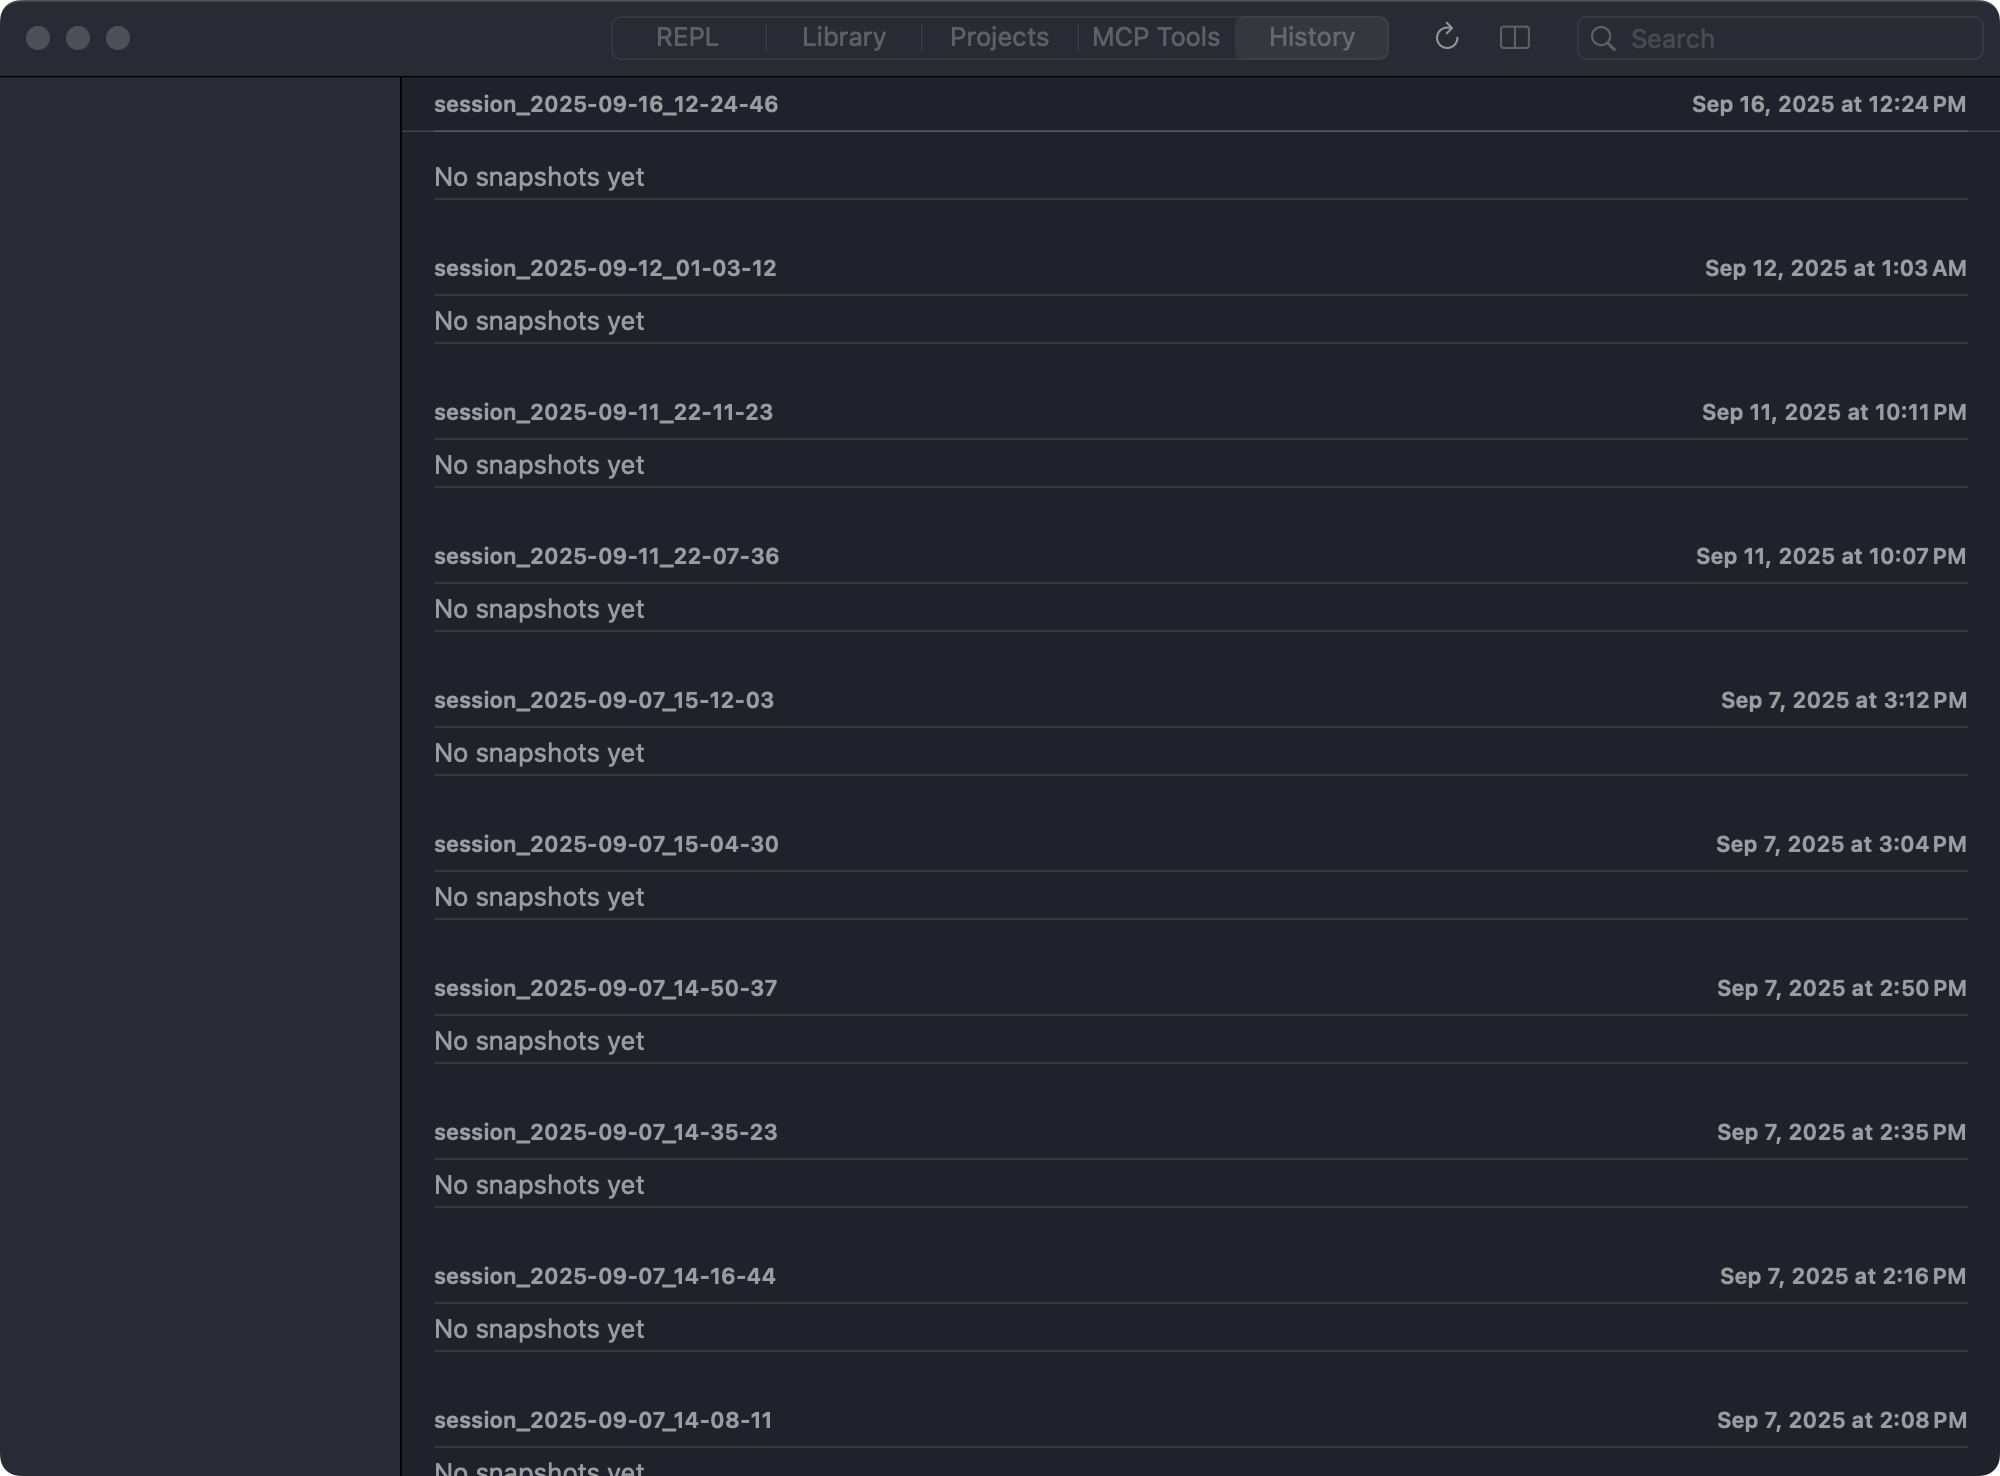 REPL Library Projects MCP Tools History Search
session_2025-09-16_12-24-46 Sep 16, 2025 at 12:24 PM
No snapshots yet
session_2025-09-12_01-03-12 Sep 12, 2025 at 1:03 AM
No snapshots yet
session_2025-09-11_22-11-23 Sep 11, 2025 at 10:11 PM
No snapshots yet
session_2025-09-11_22-07-36 Sep 11, 2025 at 10:07 PM
No snapshots yet
session_2025-09-07_15-12-03 Sep 7, 2025 at 3:12 PM
No snapshots yet
session_2025-09-07_15-04-30 Sep 7, 2025 at 3:04 PM
No snapshots yet
session_2025-09-07_14-50-37 Sep 7, 2025 at 2:50 PM
No snapshots yet
session_2025-09-07_14-35-23 Sep 7, 2025 at 2:35 PM
No snapshots yet
session_2025-09-07_14-16-44 Sep 7, 2025 at 2:16 PM
No snapshots yet
session_2025-09-07_14-08-11 Sep 7, 2025 at 2:08 PM
No snapshots yet